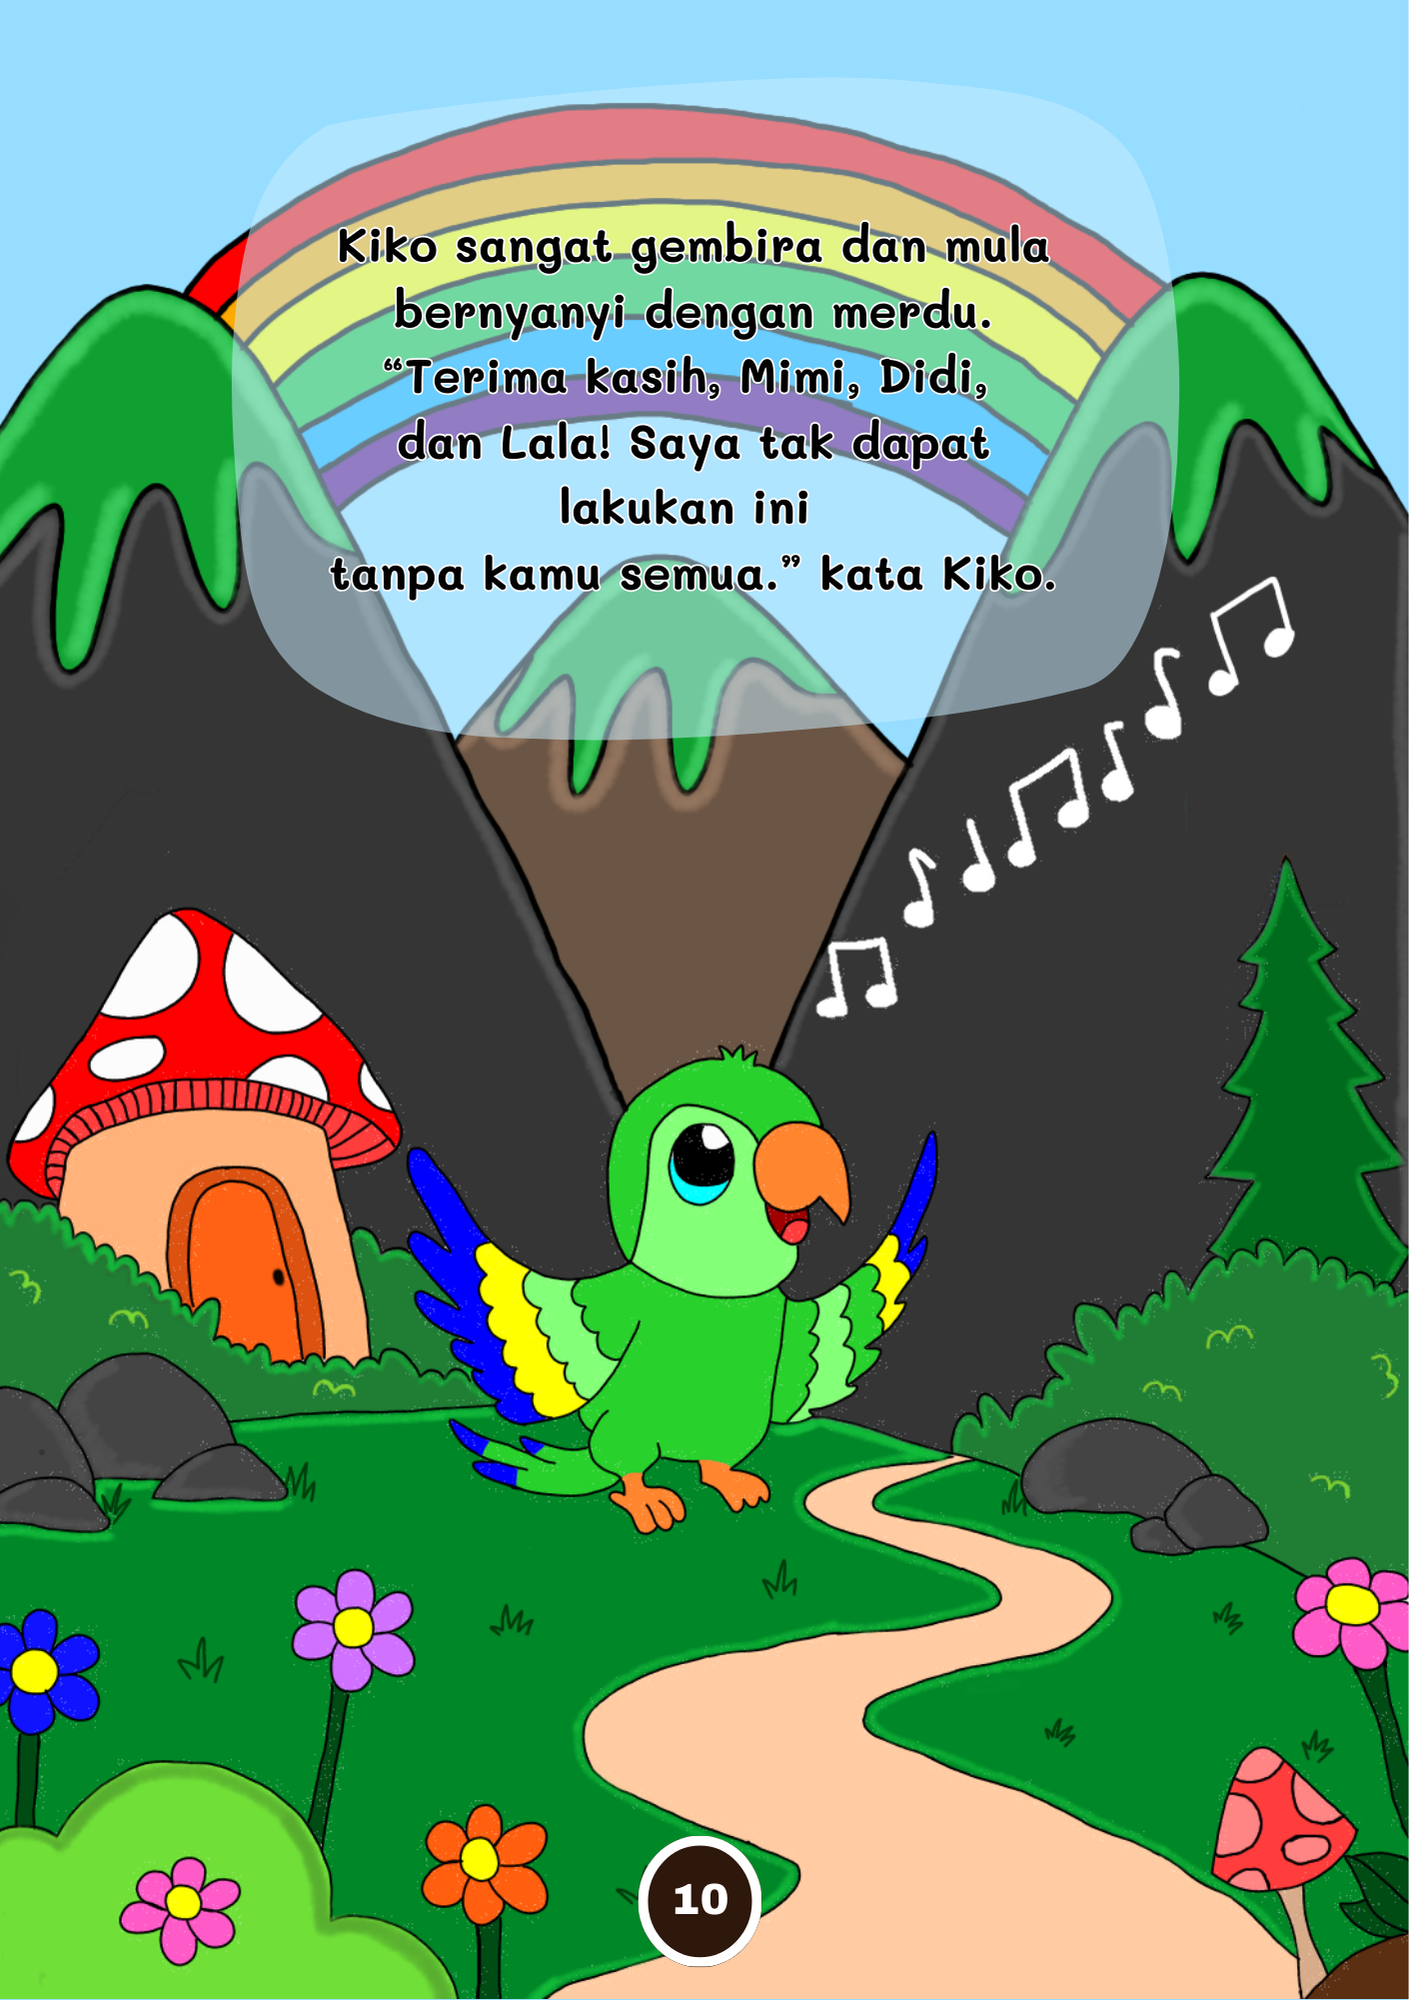 Kiko sangat gembira dan mula
bernyanyi dengan merdu.
“Terima kasih, Mimi, Didi,
dan Lala! Saya tak dapat
lakukan ini
tanpa kamu semua.” kata Kiko.
10